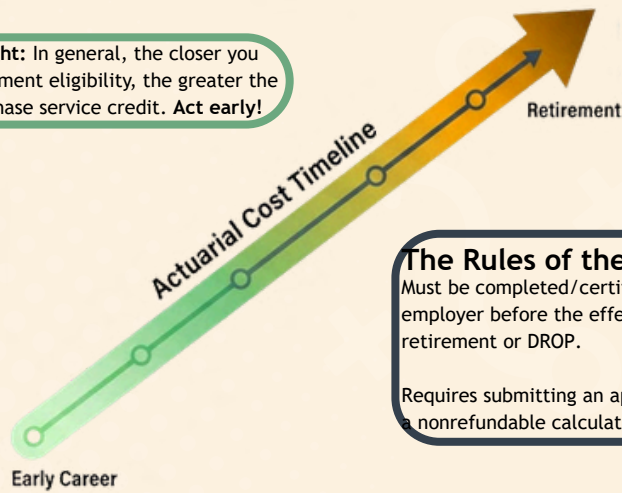 ht: In general, the closer you
ment eligibility, the greater the
hase service credit. Act early!
Retirement
Actuarial Cost Timeline
The Rules of the
Must be completed/certi
employer before the effe
retirement or DROP.
Requires submitting an ap
a nonrefundable calculat
Early Career